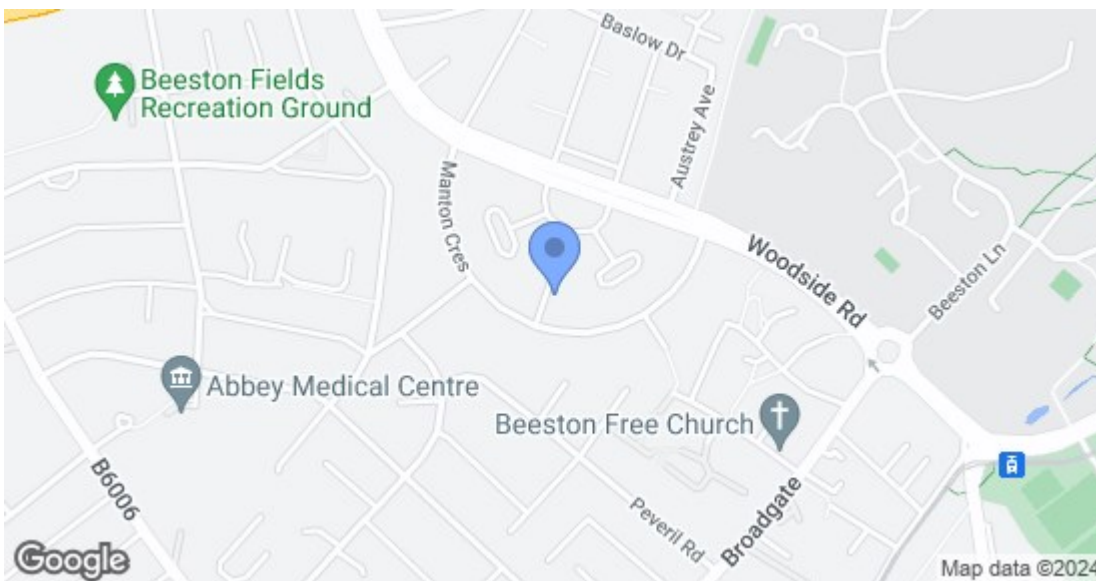 Baslow Dr
Beeston Fields
Recreation Ground
Austrey Ave
Manton Cres
Woodside Rd
Beeston Ln
Abbey Medical Centre
Beeston Free Church
B6006
Peveril Rd
Broadgate
Google
Map data ©2024